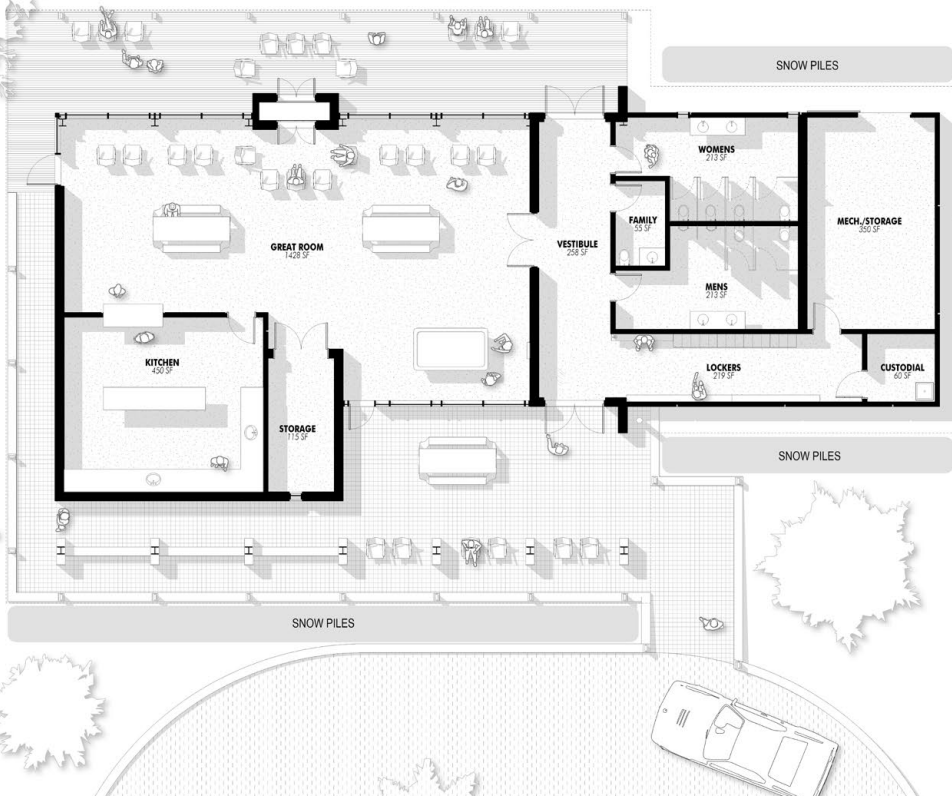 SNOW PILES
WOMENS
213 SF
FAMILY
55 SF
MECH./STORAGE
350 SF
GREAT ROOM
1428 SF
VESTIBULE
258 SF
MENS
213 SF
KITCHEN
450 SF
LOCKERS
219 SF
CUSTODIAL
60 SF
STORAGE
115 SF
SNOW PILES
SNOW PILES